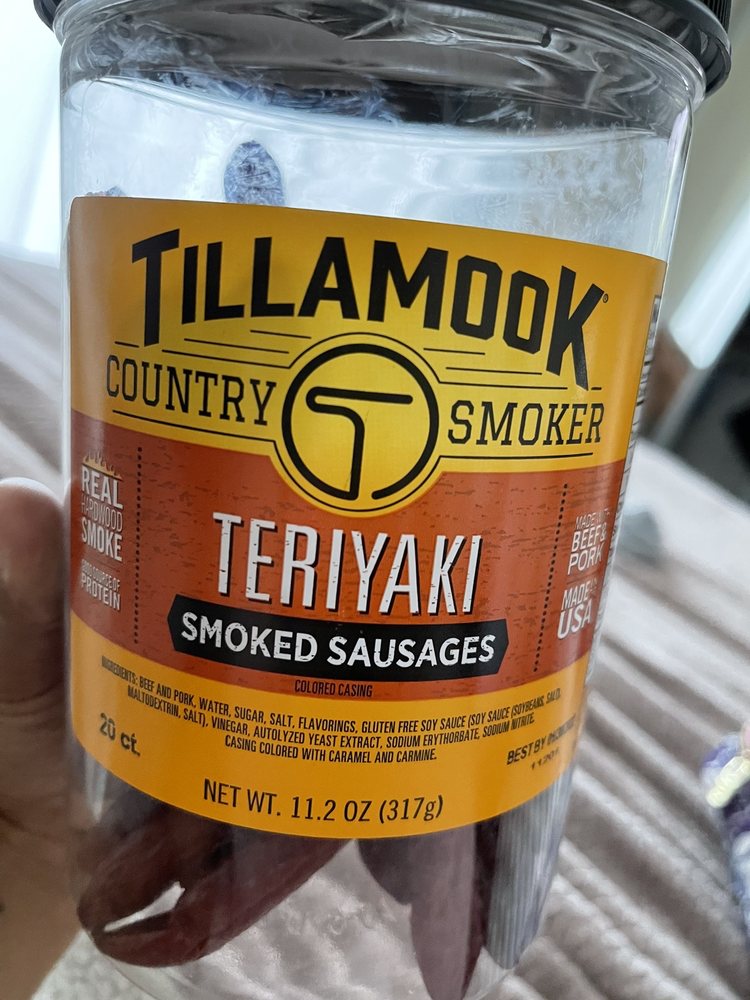 TILLAMOOK®
COUNTRY SMOKER
REAL
HARDWOOD
SMOKE
GOOD SOURCE OF
PROTEIN
MADE WITH
BEEF &
PORK
MADE IN
USA
TERIYAKI
SMOKED SAUSAGES
COLORED CASING
INGREDIENTS: BEEF AND PORK, WATER, SUGAR, SALT, FLAVORINGS, GLUTEN FREE SOY SAUCE (SOY SAUCE (SOYBEANS, SALT),
MALTODEXTRIN, SALT), VINEGAR, AUTOLYZED YEAST EXTRACT, SODIUM ERYTHORBATE, SODIUM NITRITE.
CASING COLORED WITH CARAMEL AND CARMINE.
20 ct.
BEST BY
NET WT. 11.2 OZ (317g)